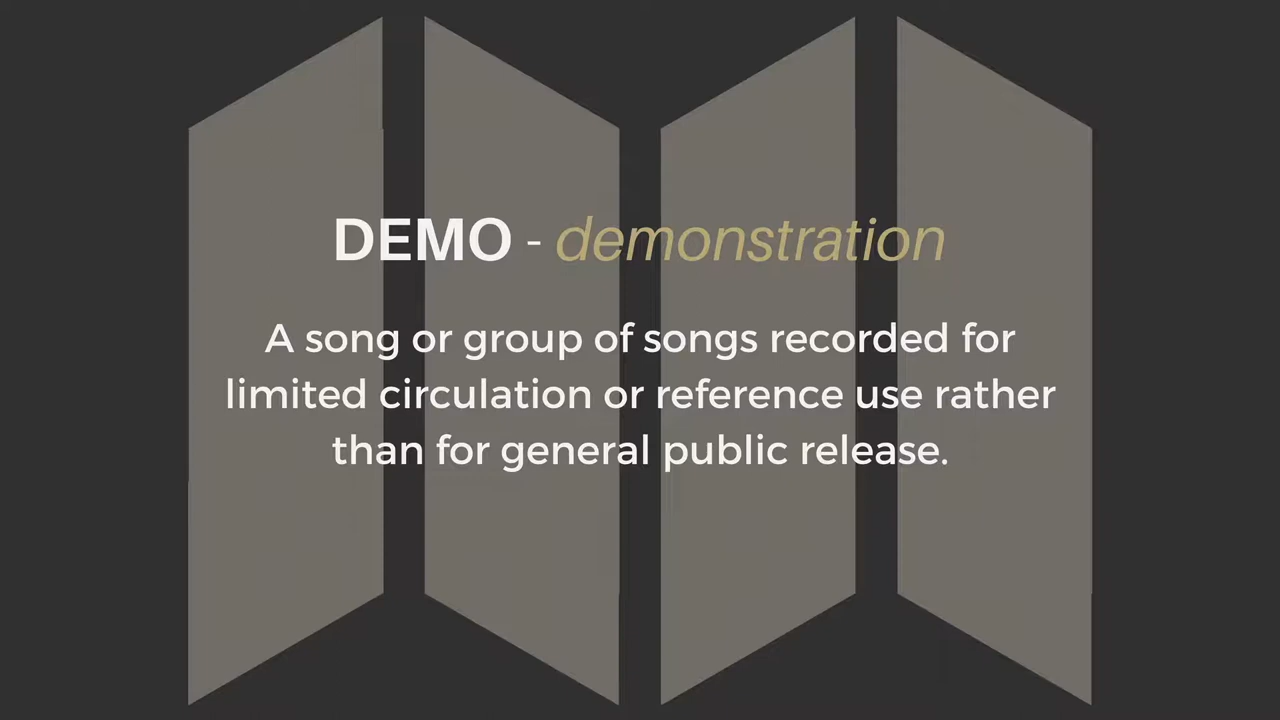 DEMO - demonstration
A song or group of songs recorded for
limited circulation or reference use rather
than for general public release.